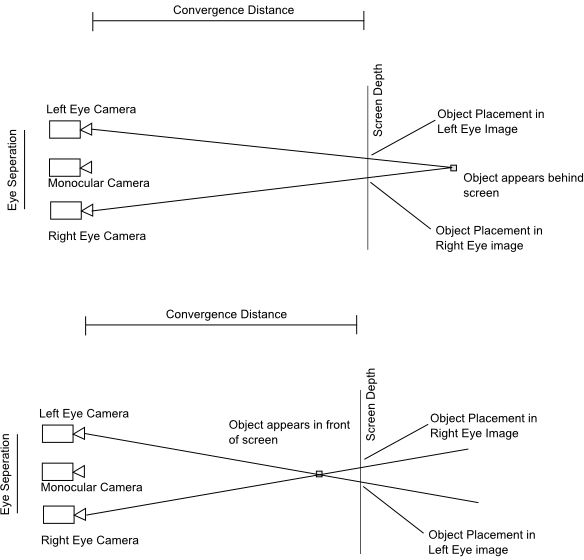 Convergence Distance
Screen Depth
Left Eye Camera
Object Placement in
Left Eye Image
Eye Seperation
Monocular Camera
Object appears behind
screen
Right Eye Camera
Object Placement in
Right Eye image
Convergence Distance
Screen Depth
Left Eye Camera
Object appears in front
of screen
Object Placement in
Right Eye Image
Eye Seperation
Monocular Camera
Right Eye Camera
Object Placement in
Left Eye image